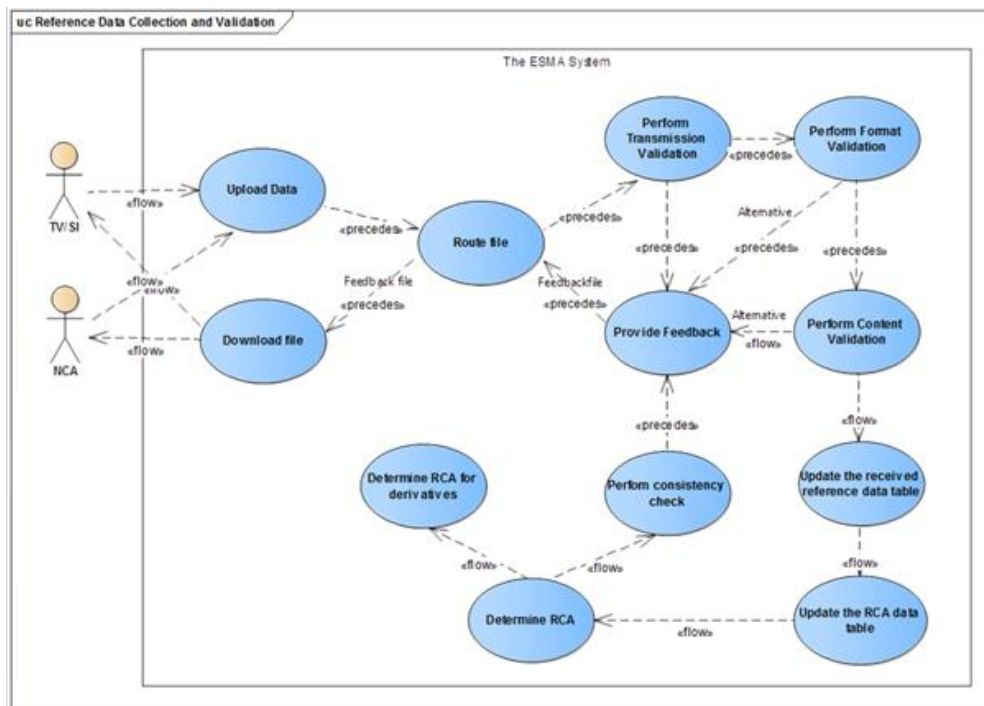 uc Reference Data Collection and Validation
The ESMA System
Perform
Transmission
Validation
Perform Format
Validation
«precedes»
Upload Data
«flow»
TV/SI
«precedes»
Route file
«precedes»
Alternative
«precedes»
«precedes»
«precedes»
«flow»
«flow»
Feedback file
«precedes»
Feedbackfile
«precedes»
Provide Feedback
Alternative
«flow»
Perform Content
Validation
Download file
«flow»
NCA
«flow»
«precedes»
Determine RCA for
derivatives
Perfom consistency
check
Update the received
reference data table
«flow»
«flow»
«flow»
Determine RCA
«flow»
Update the RCA data
table